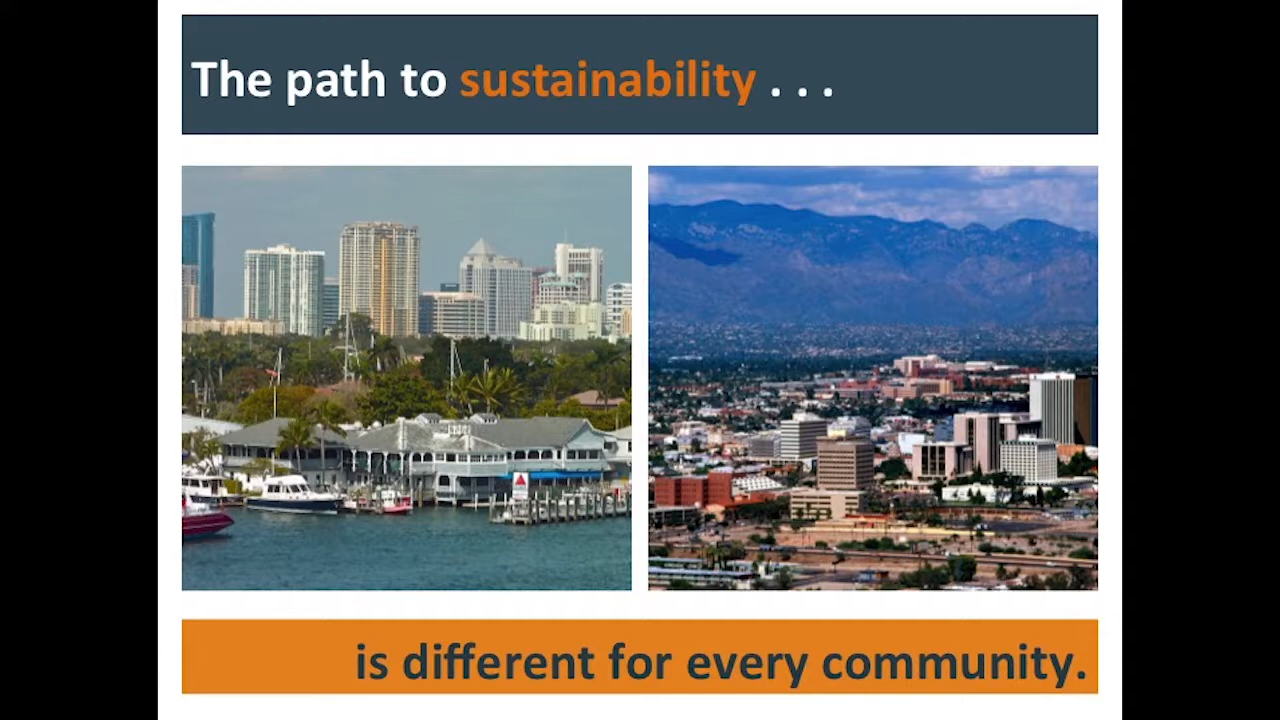 The path to sustainability . . .
is different for every community.